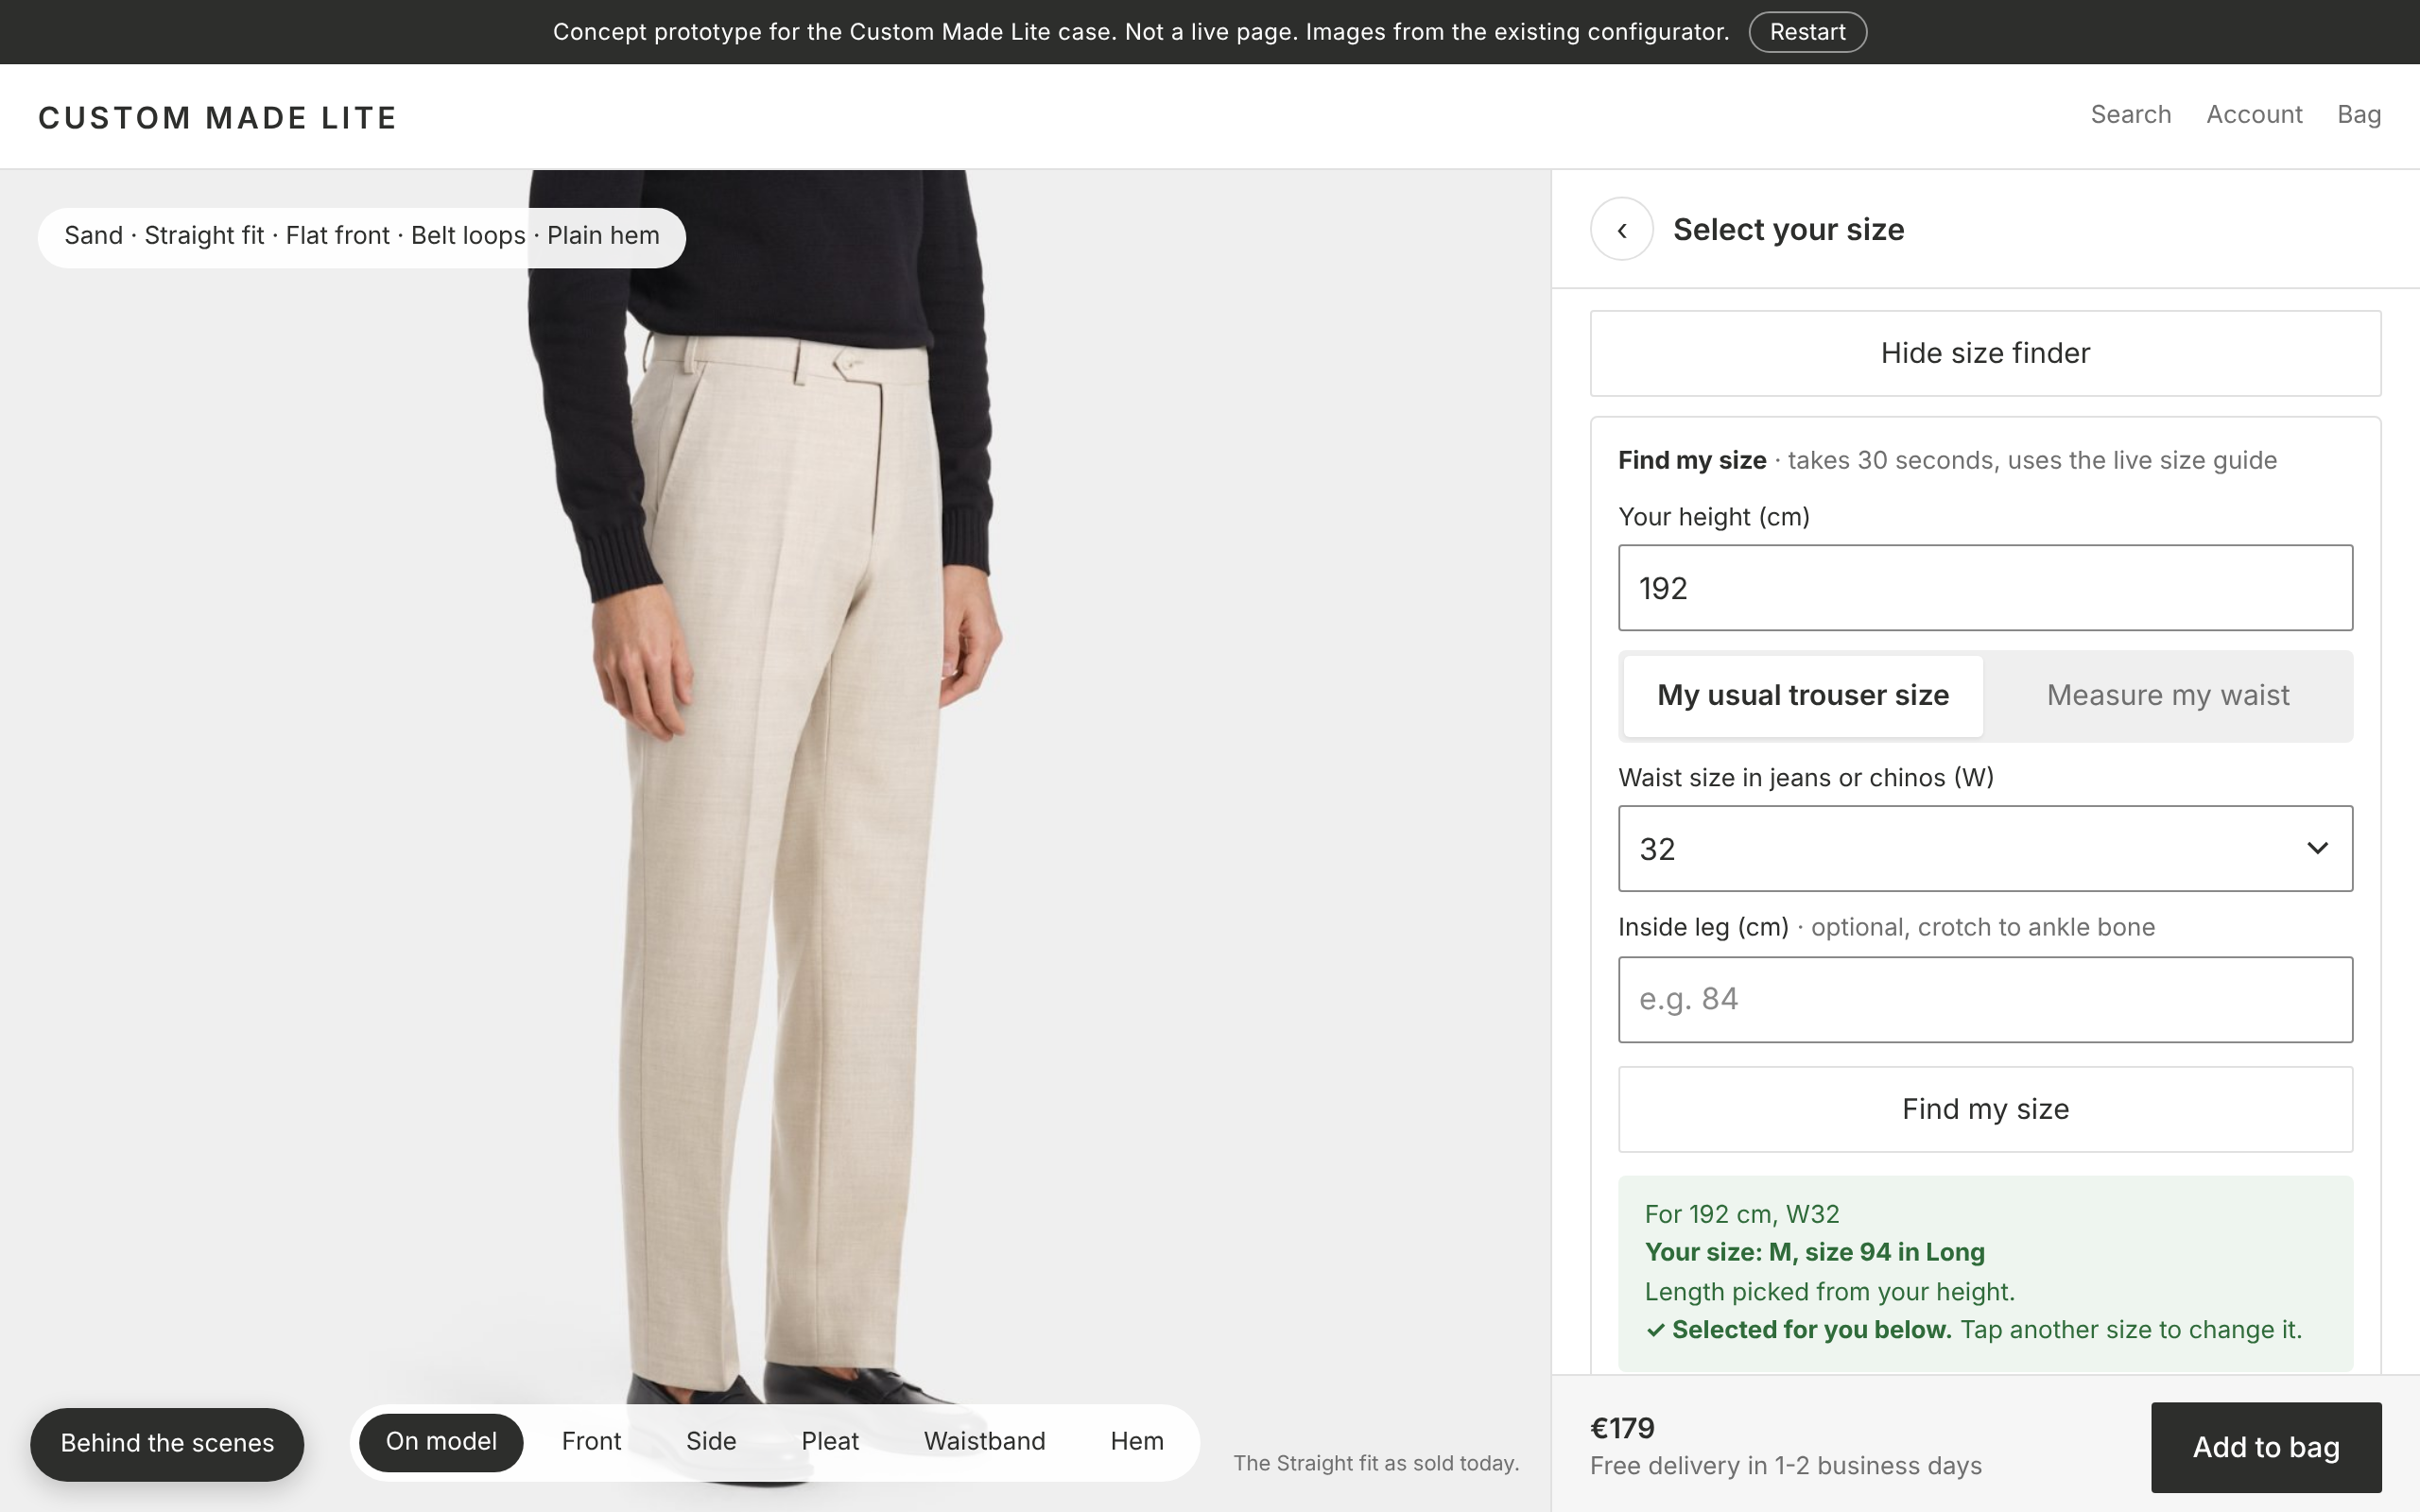 Concept prototype for the Custom Made Lite case. Not a live page. Images from the existing configurator. Restart
CUSTOM MADE LITE
Search Account Bag
Sand · Straight fit · Flat front · Belt loops · Plain hem
‹ Select your size
Hide size finder
Find my size · takes 30 seconds, uses the live size guide
Your height (cm)
192
My usual trouser size Measure my waist
Waist size in jeans or chinos (W)
32
Inside leg (cm) · optional, crotch to ankle bone
e.g. 84
Find my size
For 192 cm, W32
Your size: M, size 94 in Long
Length picked from your height.
✓ Selected for you below. Tap another size to change it.
Behind the scenes
On model Front Side Pleat Waistband Hem
The Straight fit as sold today.
€179
Free delivery in 1-2 business days
Add to bag